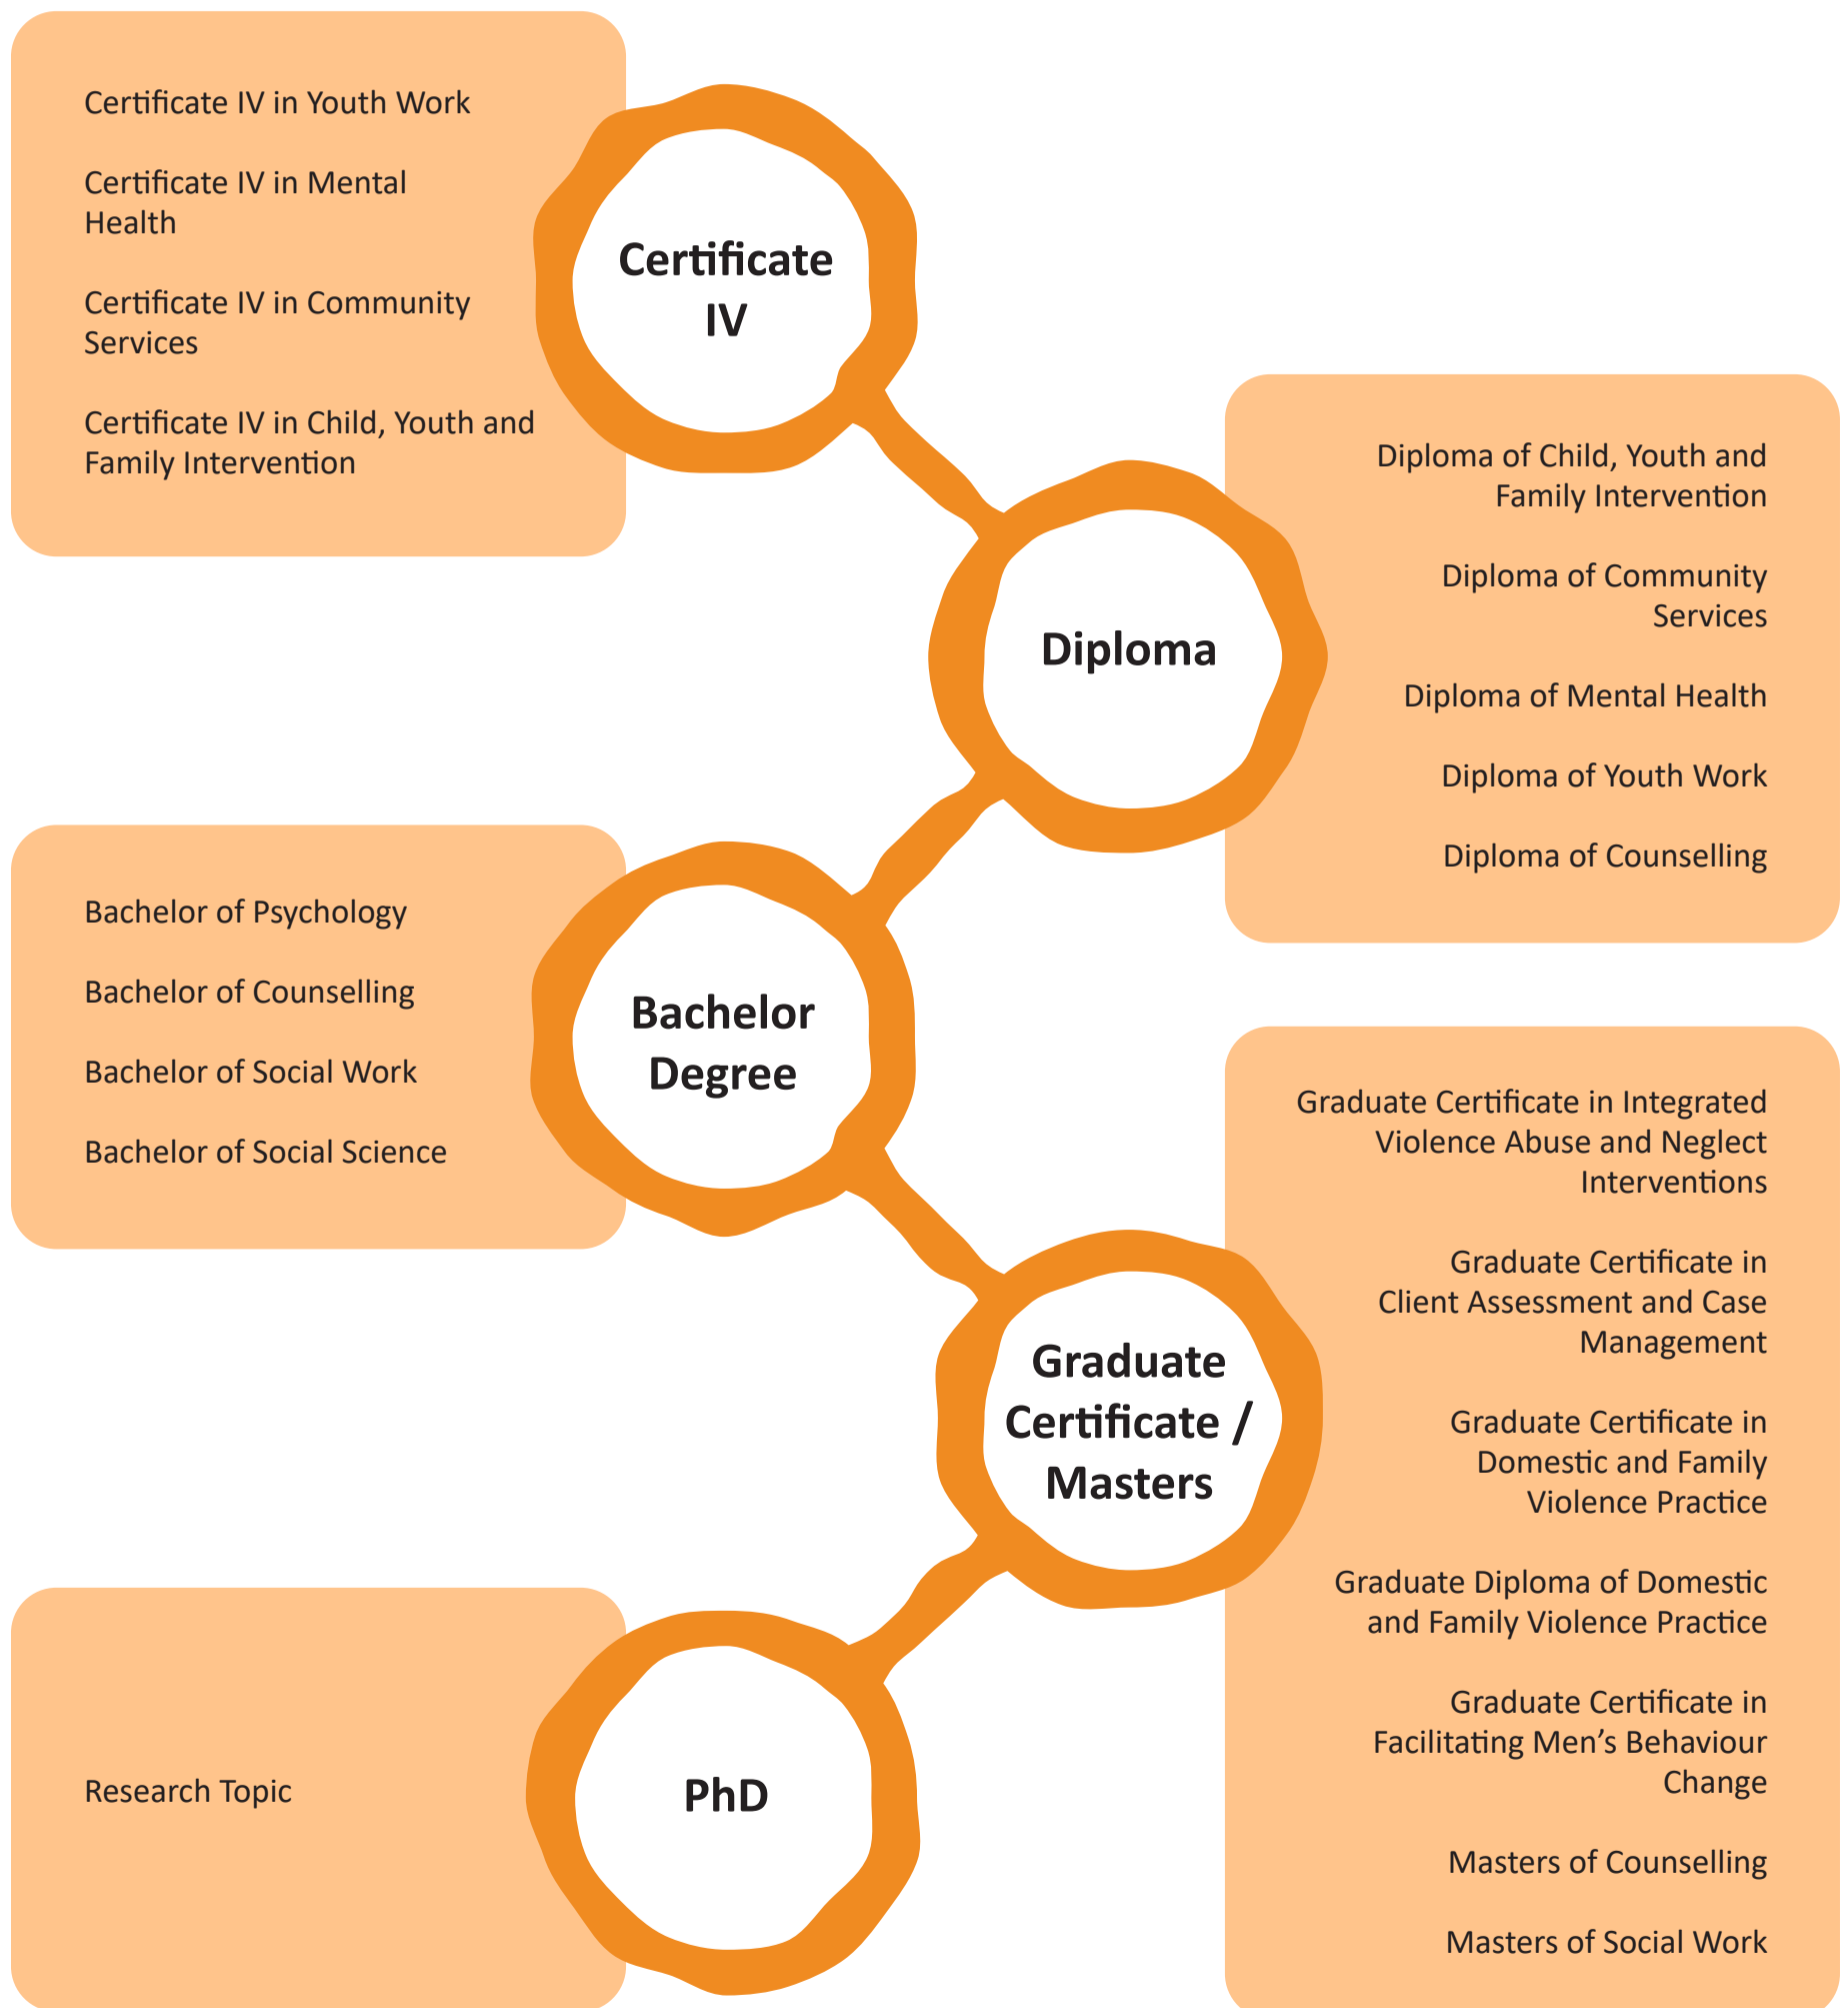 Certificate IV in Youth Work
Certificate IV in Mental
Health
Certificate IV in Community
Services
Certificate IV in Child, Youth and
Family Intervention
Certificate
IV
Diploma
Diploma of Child, Youth and
Family Intervention
Diploma of Community
Services
Diploma of Mental Health
Diploma of Youth Work
Diploma of Counselling
Bachelor of Psychology
Bachelor of Counselling
Bachelor of Social Work
Bachelor of Social Science
Bachelor
Degree
Graduate
Certificate /
Masters
Graduate Certificate in Integrated
Violence Abuse and Neglect
Interventions
Graduate Certificate in
Client Assessment and Case
Management
Graduate Certificate in
Domestic and Family
Violence Practice
Graduate Diploma of Domestic
and Family Violence Practice
Graduate Certificate in
Facilitating Men’s Behaviour
Change
Masters of Counselling
Masters of Social Work
Research Topic
PhD